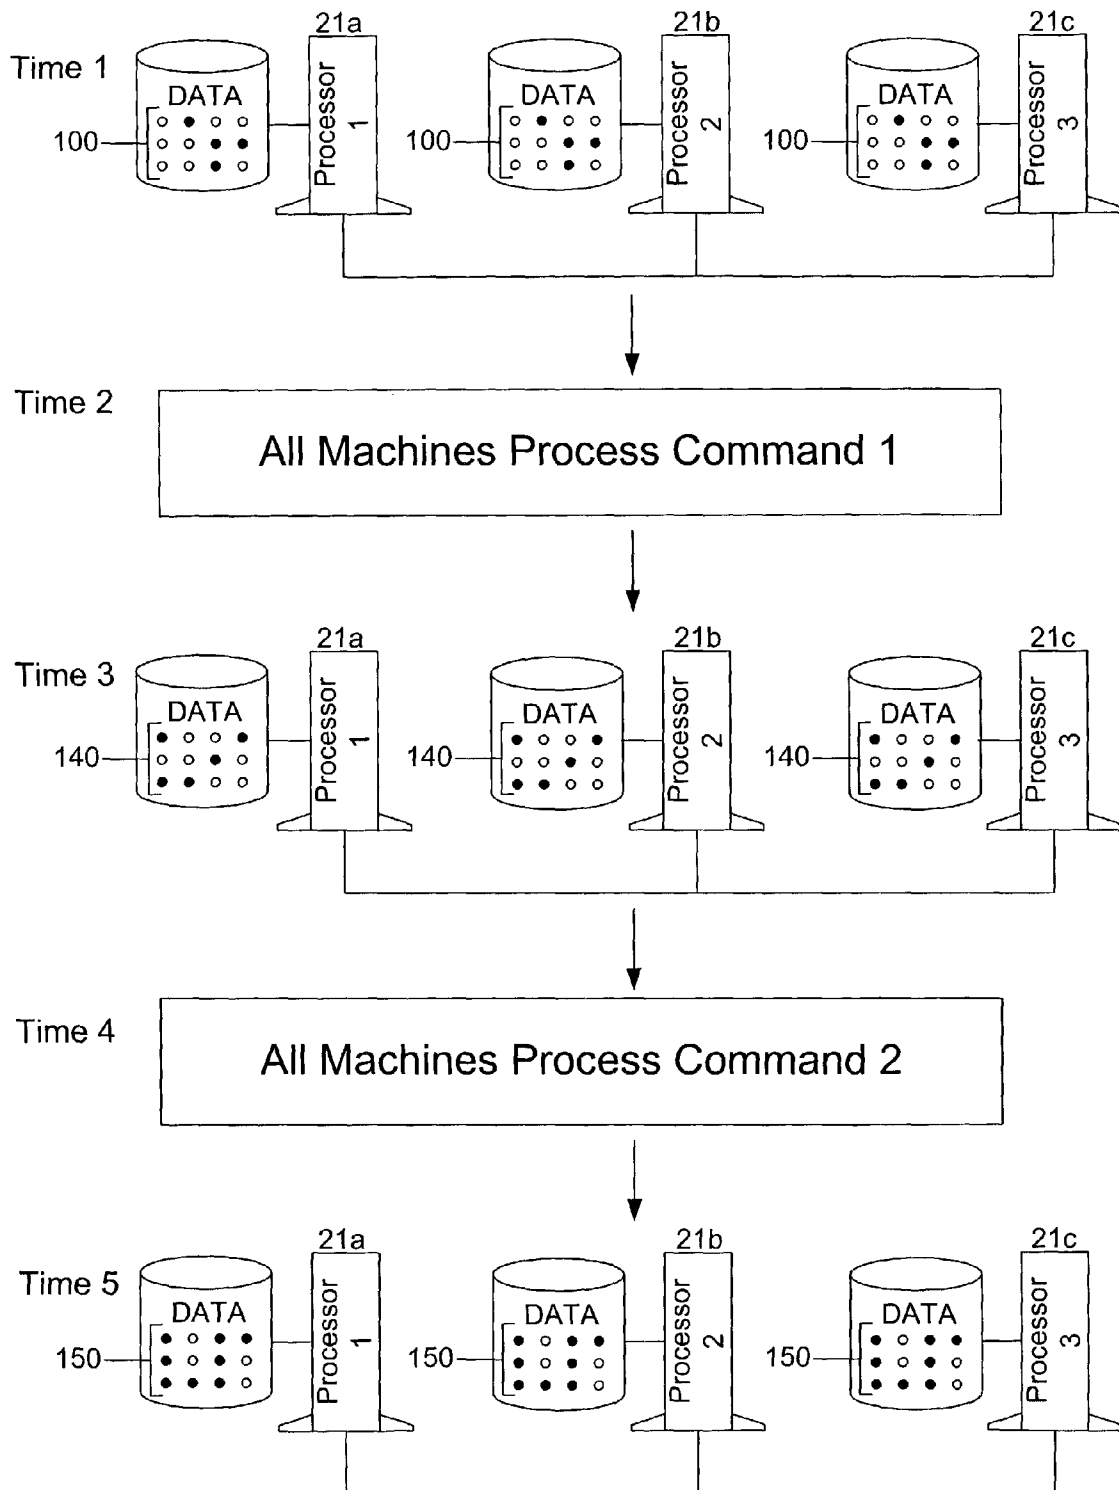 21a 21b 21c
Time 1
DATA DATA DATA
100 100 100
Processor 1 Processor 2 Processor 3
Time 2
All Machines Process Command 1
21a 21b 21c
Time 3
DATA DATA DATA
140 140 140
Processor 1 Processor 2 Processor 3
Time 4
All Machines Process Command 2
21a 21b 21c
Time 5
DATA DATA DATA
150 150 150
Processor 1 Processor 2 Processor 3